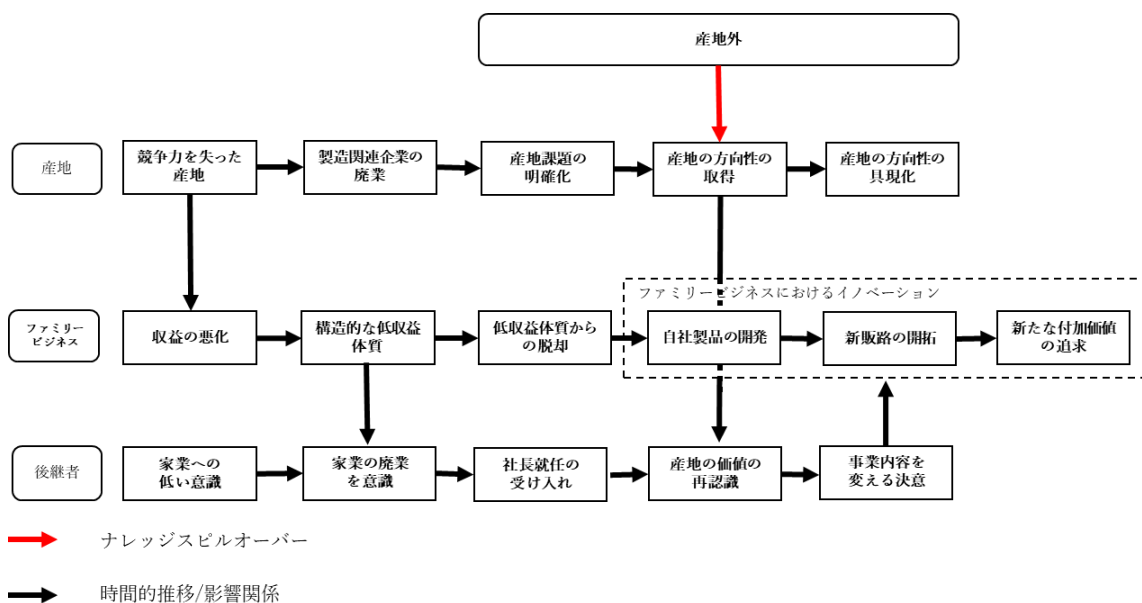 産地外
産地
競争力を失った
産地
製造関連企業の
廃業
産地課題の
明確化
産地の方向性の
取得
産地の方向性の
具現化
ファミリービジネスにおけるイノベーション
ファミリー
ビジネス
収益の悪化
構造的な低収益
体質
低収益体質から
の脱却
自社製品の開発
新販路の開拓
新たな付加価値
の追求
後継者
家業への
低い意識
家業の廃業
を意識
社長就任の
受け入れ
産地の価値の
再認識
事業内容を
変える決意
ナレッジスピルオーバー
時間的推移/影響関係